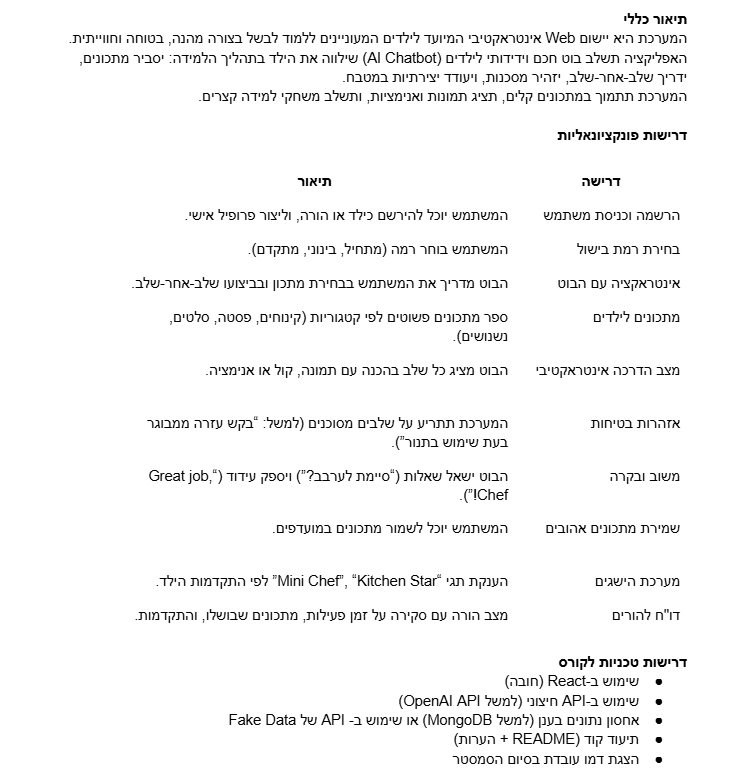 תיאור כללי
המערכת היא יישום Web אינטראקטיבי המיועד לילדים המעוניינים ללמוד לבשל בצורה מהנה, בטוחה וחווייתית.
האפליקציה תשלב בוט חכם וידידותי לילדים (AI Chatbot) שילווה את הילד בתהליך הלמידה: יסביר מתכונים,
ידריך שלב-אחר-שלב, יזהיר מסכנות, ויעודד יצירתיות במטבח.
המערכת תתמוך במתכונים קלים, תציג תמונות ואנימציות, ותשלב משחקי למידה קצרים.
דרישות פונקציונאליות
דרישה תיאור
הרשמה וכניסת משתמש המשתמש יוכל להירשם כילד או הורה, וליצור פרופיל אישי.
בחירת רמת בישול המשתמש בוחר רמה (מתחיל, בינוני, מתקדם).
אינטראקציה עם הבוט הבוט מדריך את המשתמש בבחירת מתכון ובביצועו שלב-אחר-שלב.
מתכונים לילדים ספר מתכונים פשוטים לפי קטגוריות (קינוחים, פסטה, סלטים,
נשנושים).
מצב הדרכה אינטראקטיבי הבוט מציג כל שלב בהכנה עם תמונה, קול או אנימציה.
אזהרות בטיחות המערכת תתריע על שלבים מסוכנים (למשל: “בקש עזרה ממבוגר
בעת שימוש בתנור”).
משוב ובקרה הבוט ישאל שאלות (“סיימת לערבב?”) ויספק עידוד (“Great job,
Chef!”).
שמירת מתכונים אהובים המשתמש יוכל לשמור מתכונים במועדפים.
מערכת הישגים הענקת תגי “Mini Chef”, “Kitchen Star” לפי התקדמות הילד.
דו"ח להורים מצב הורה עם סקירה על זמן פעילות, מתכונים שבושלו, והתקדמות.
דרישות טכניות לקורס
● שימוש ב-React (חובה)
● שימוש ב-API חיצוני (למשל OpenAI API)
● אחסון נתונים בענן (למשל MongoDB) או שימוש ב- API של Fake Data
● תיעוד קוד (README + הערות)
● הצגת דמו עובדת בסיום הסמסטר